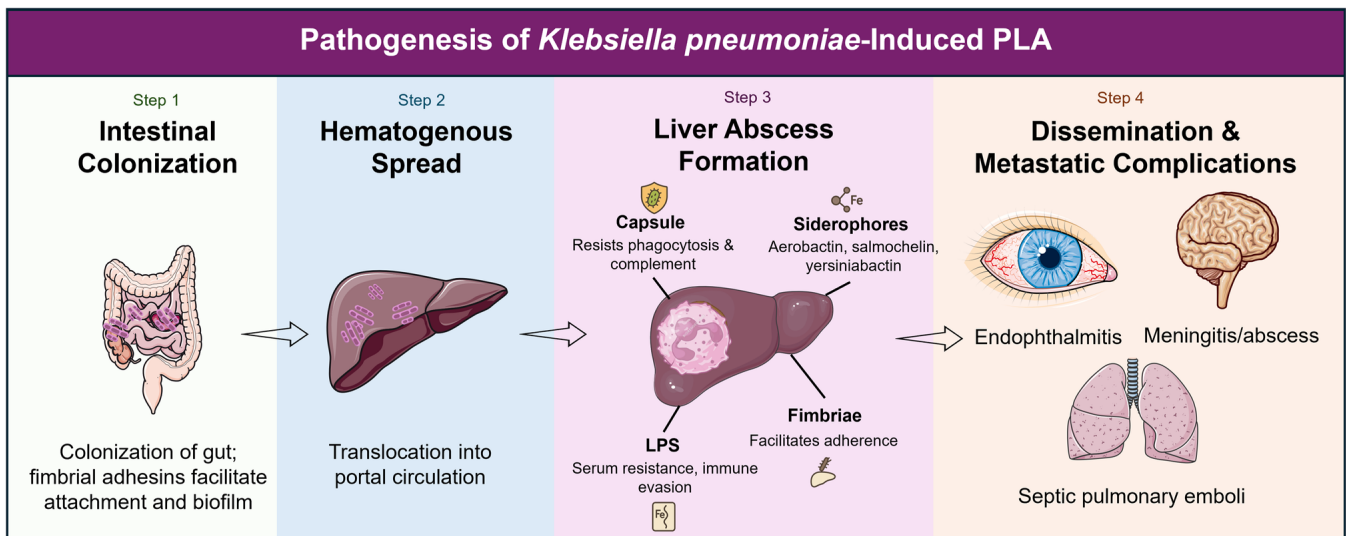 Pathogenesis of Klebsiella pneumoniae-Induced PLA
Step 1
Intestinal
Colonization
Colonization of gut;
fimbrial adhesins facilitate
attachment and biofilm
Step 2
Hematogenous
Spread
Translocation into
portal circulation
Step 3
Liver Abscess
Formation
Capsule
Resists phagocytosis &
complement
Fe
Siderophores
Aerobactin, salmochelin,
yersiniabactin
LPS
Serum resistance, immune
evasion
Fe
Fimbriae
Facilitates adherence
Step 4
Dissemination &
Metastatic Complications
Endophthalmitis
Meningitis/abscess
Septic pulmonary emboli